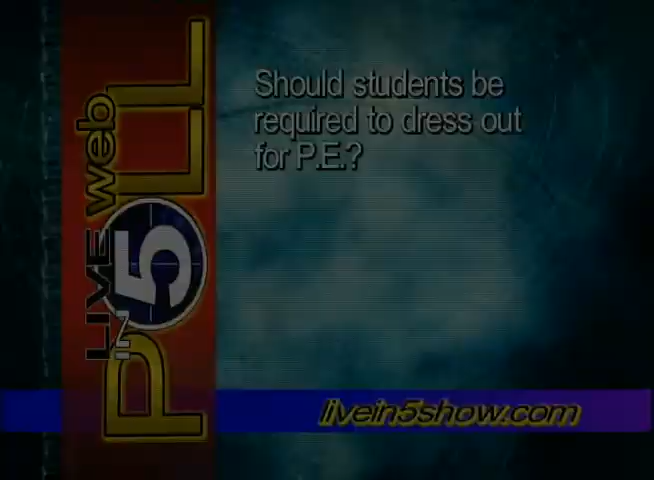 LIVE IN 5
web
POLL
Should students be
required to dress out
for P.E.?
livein5show.com